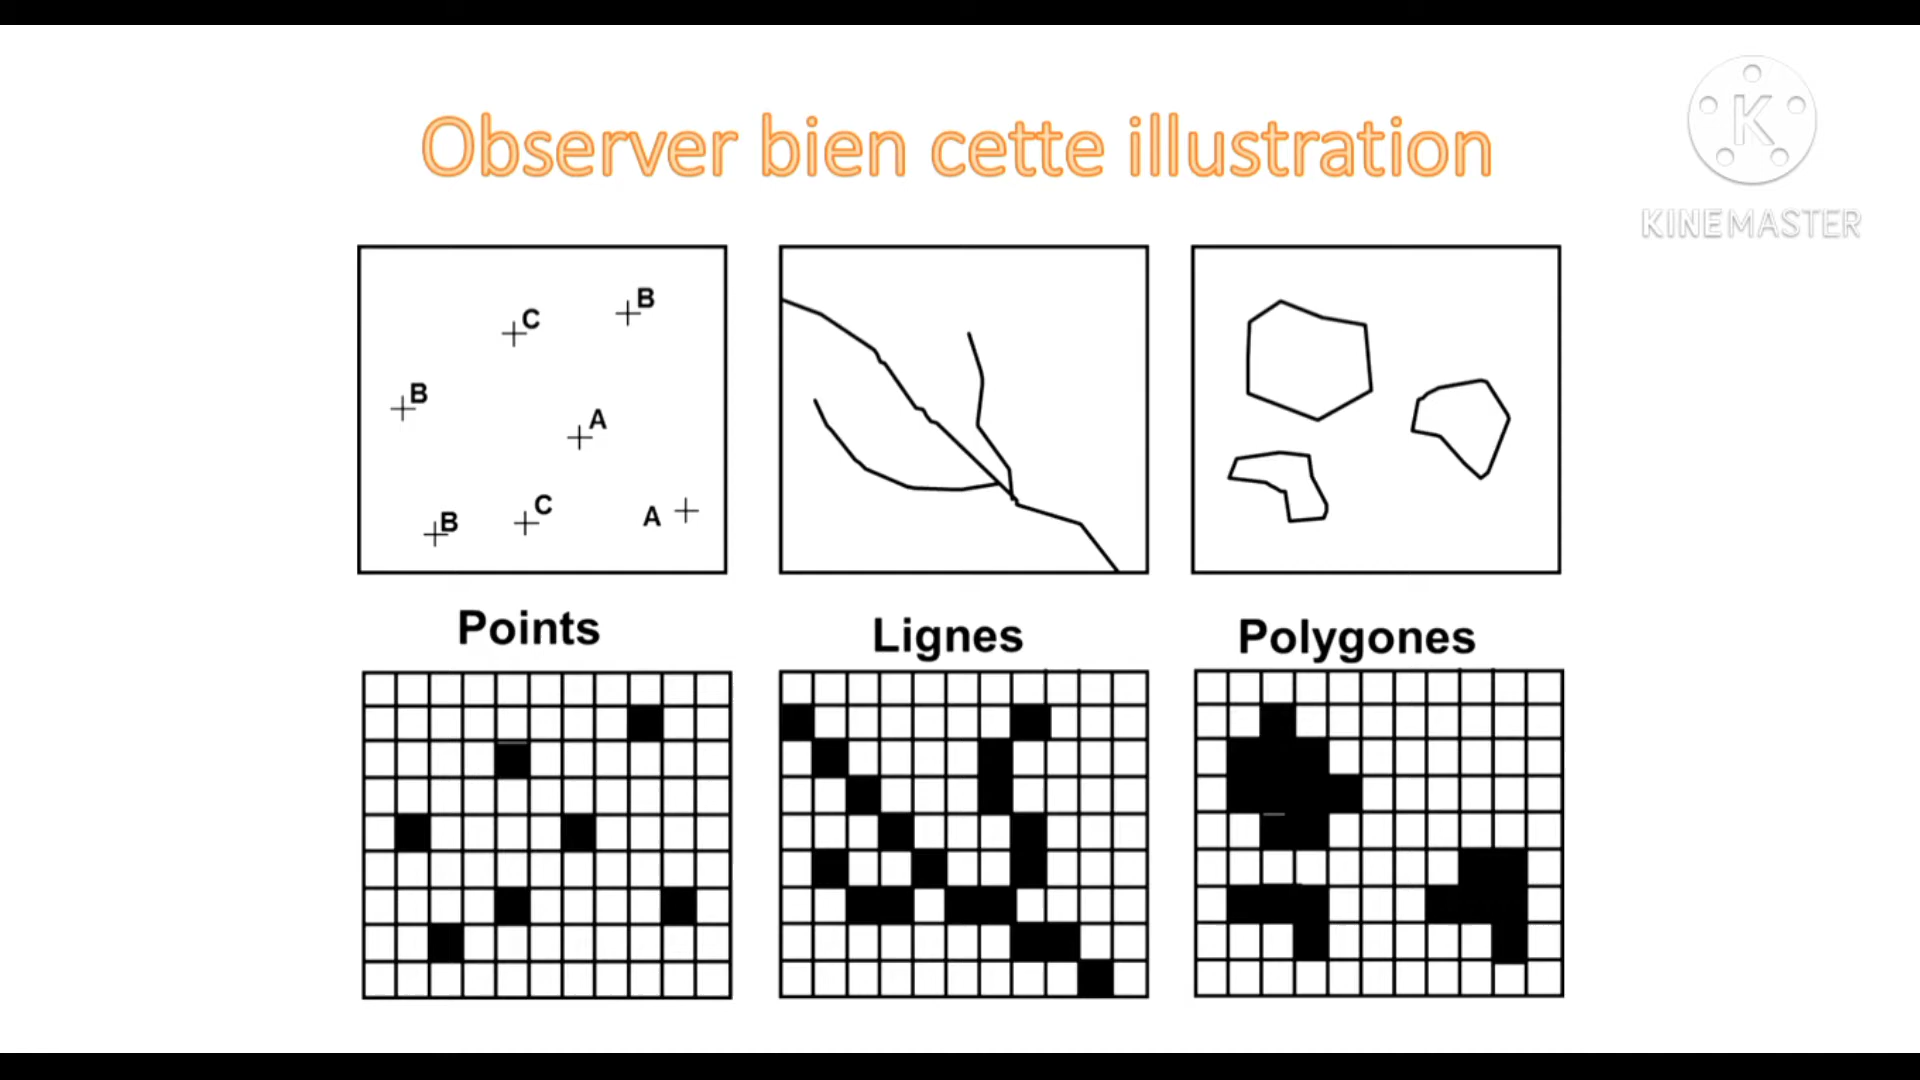 Observer bien cette illustration
K
KINEMASTER
C
B
B
A
B
C
A
Points
Lignes
Polygones